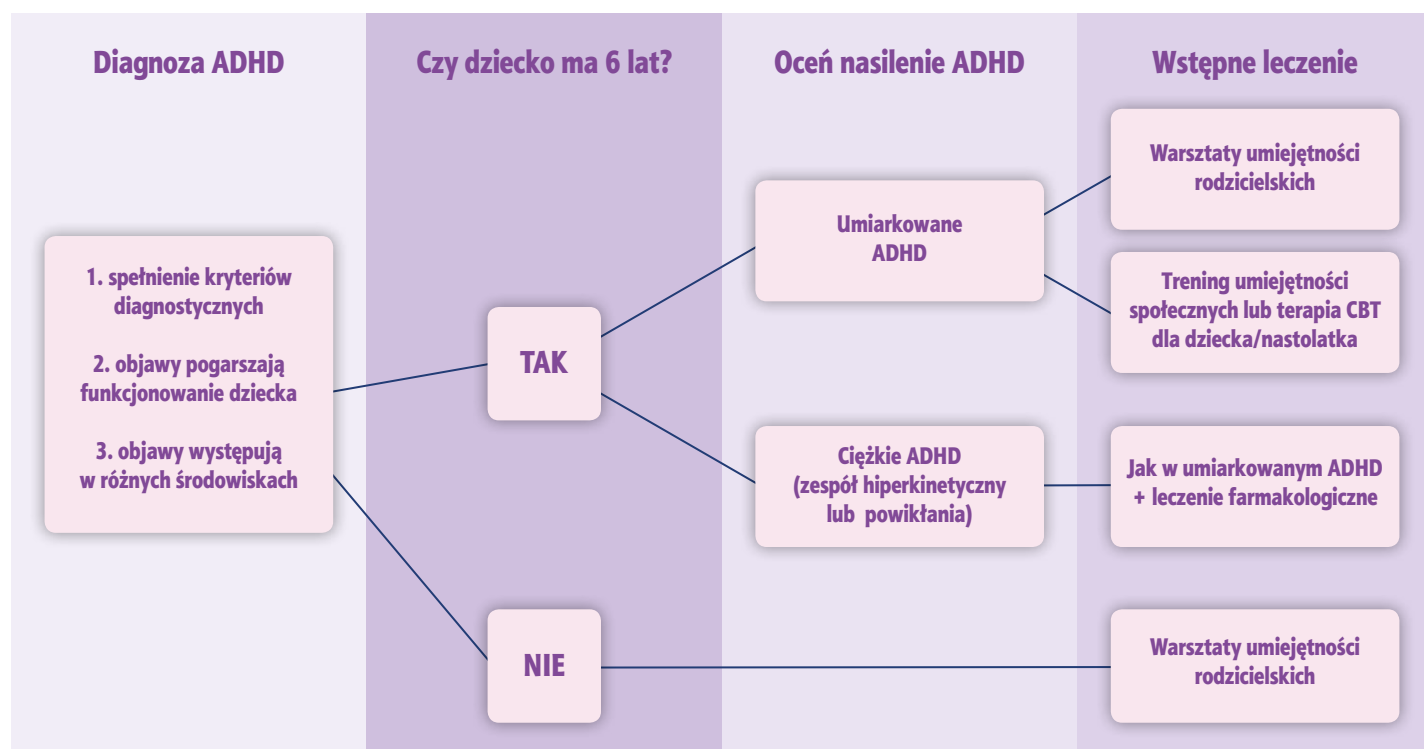 Diagnoza ADHD
Czy dziecko ma 6 lat?
Oceń nasilenie ADHD
Wstępne leczenie
1. spełnienie kryteriów
diagnostycznych
2. objawy pogarszają
funkcjonowanie dziecka
3. objawy występują
w różnych środowiskach
TAK
NIE
Umiarkowane
ADHD
Ciężkie ADHD
(zespół hiperkinetyczny
lub powikłania)
Warsztaty umiejętności
rodzicielskich
Trening umiejętności
społecznych lub terapia CBT
dla dziecka/nastolatka
Jak w umiarkowanym ADHD
+ leczenie farmakologiczne
Warsztaty umiejętności
rodzicielskich